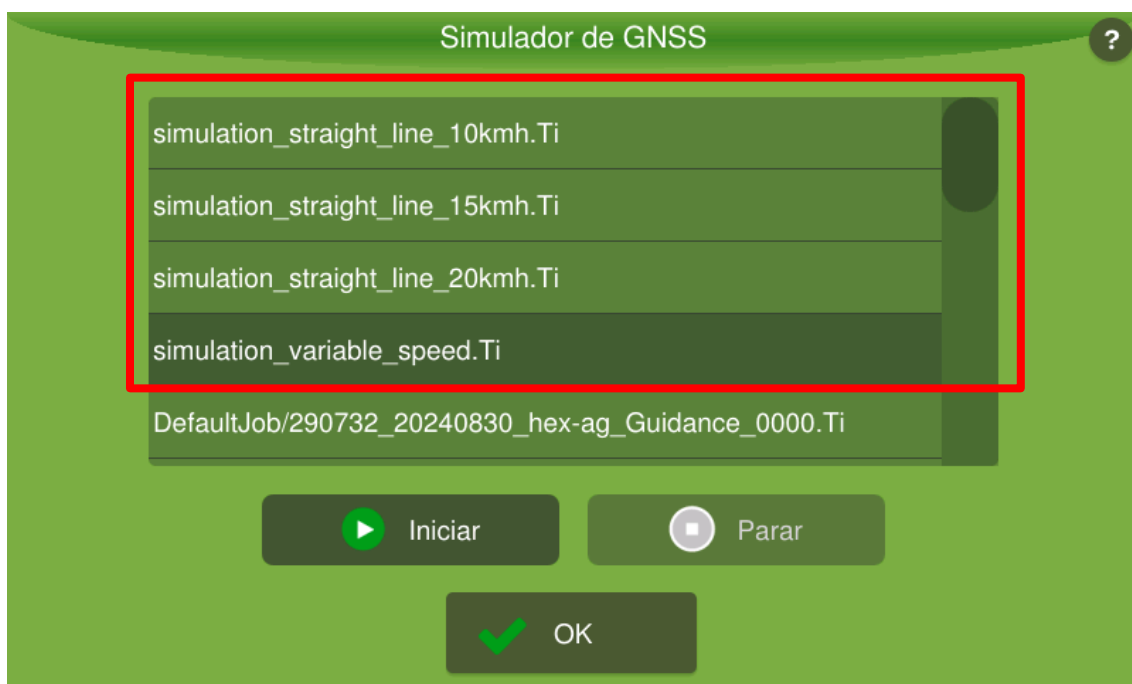 Simulador de GNSS
?
simulation_straight_line_10kmh.Ti
simulation_straight_line_15kmh.Ti
simulation_straight_line_20kmh.Ti
simulation_variable_speed.Ti
DefaultJob/290732_20240830_hex-ag_Guidance_0000.Ti
Iniciar
Parar
OK